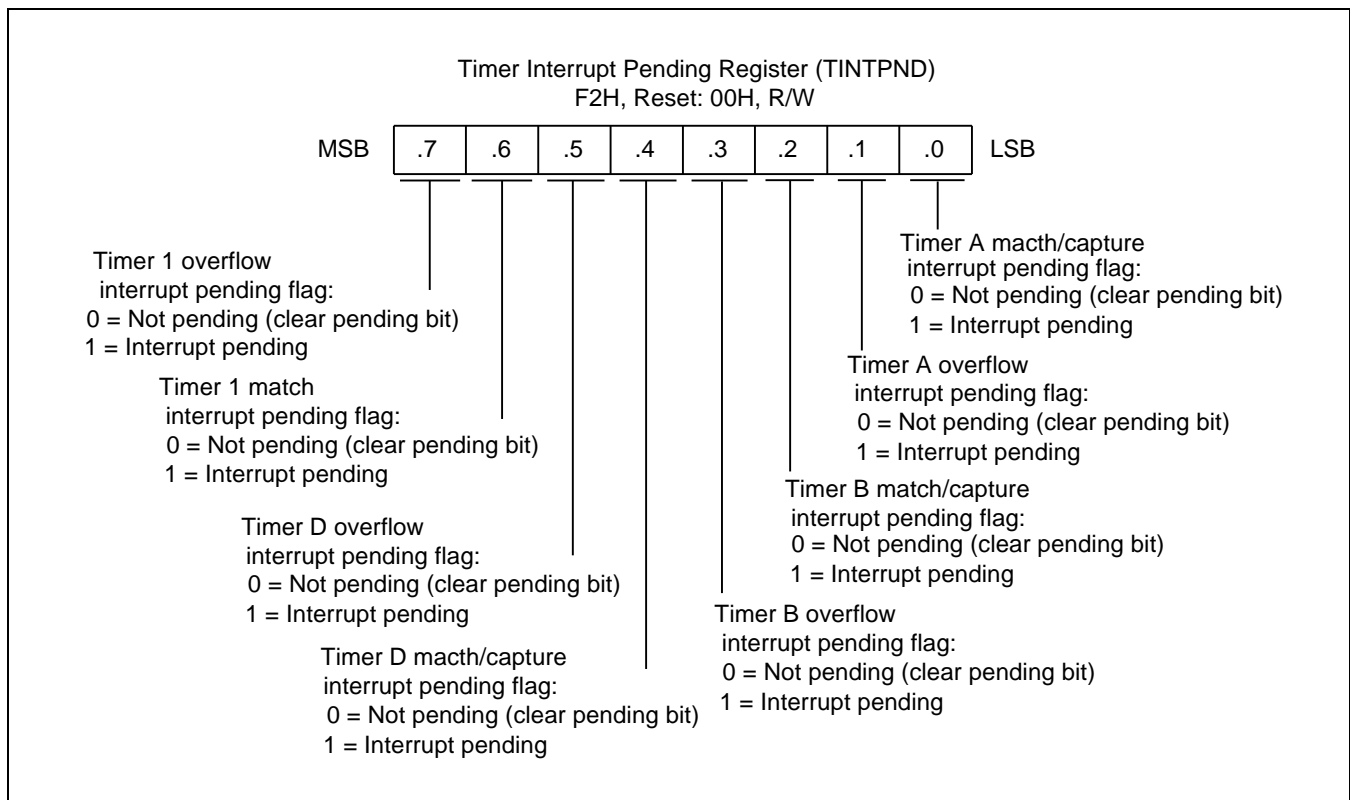 Timer Interrupt Pending Register (TINTPND)
F2H, Reset: 00H, R/W
MSB .7 .6 .5 .4 .3 .2 .1 .0 LSB
Timer 1 overflow
interrupt pending flag:
0 = Not pending (clear pending bit)
1 = Interrupt pending
Timer 1 match
interrupt pending flag:
0 = Not pending (clear pending bit)
1 = Interrupt pending
Timer D overflow
interrupt pending flag:
0 = Not pending (clear pending bit)
1 = Interrupt pending
Timer D macth/capture
interrupt pending flag:
0 = Not pending (clear pending bit)
1 = Interrupt pending
Timer A macth/capture
interrupt pending flag:
0 = Not pending (clear pending bit)
1 = Interrupt pending
Timer A overflow
interrupt pending flag:
0 = Not pending (clear pending bit)
1 = Interrupt pending
Timer B match/capture
interrupt pending flag:
0 = Not pending (clear pending bit)
1 = Interrupt pending
Timer B overflow
interrupt pending flag:
0 = Not pending (clear pending bit)
1 = Interrupt pending